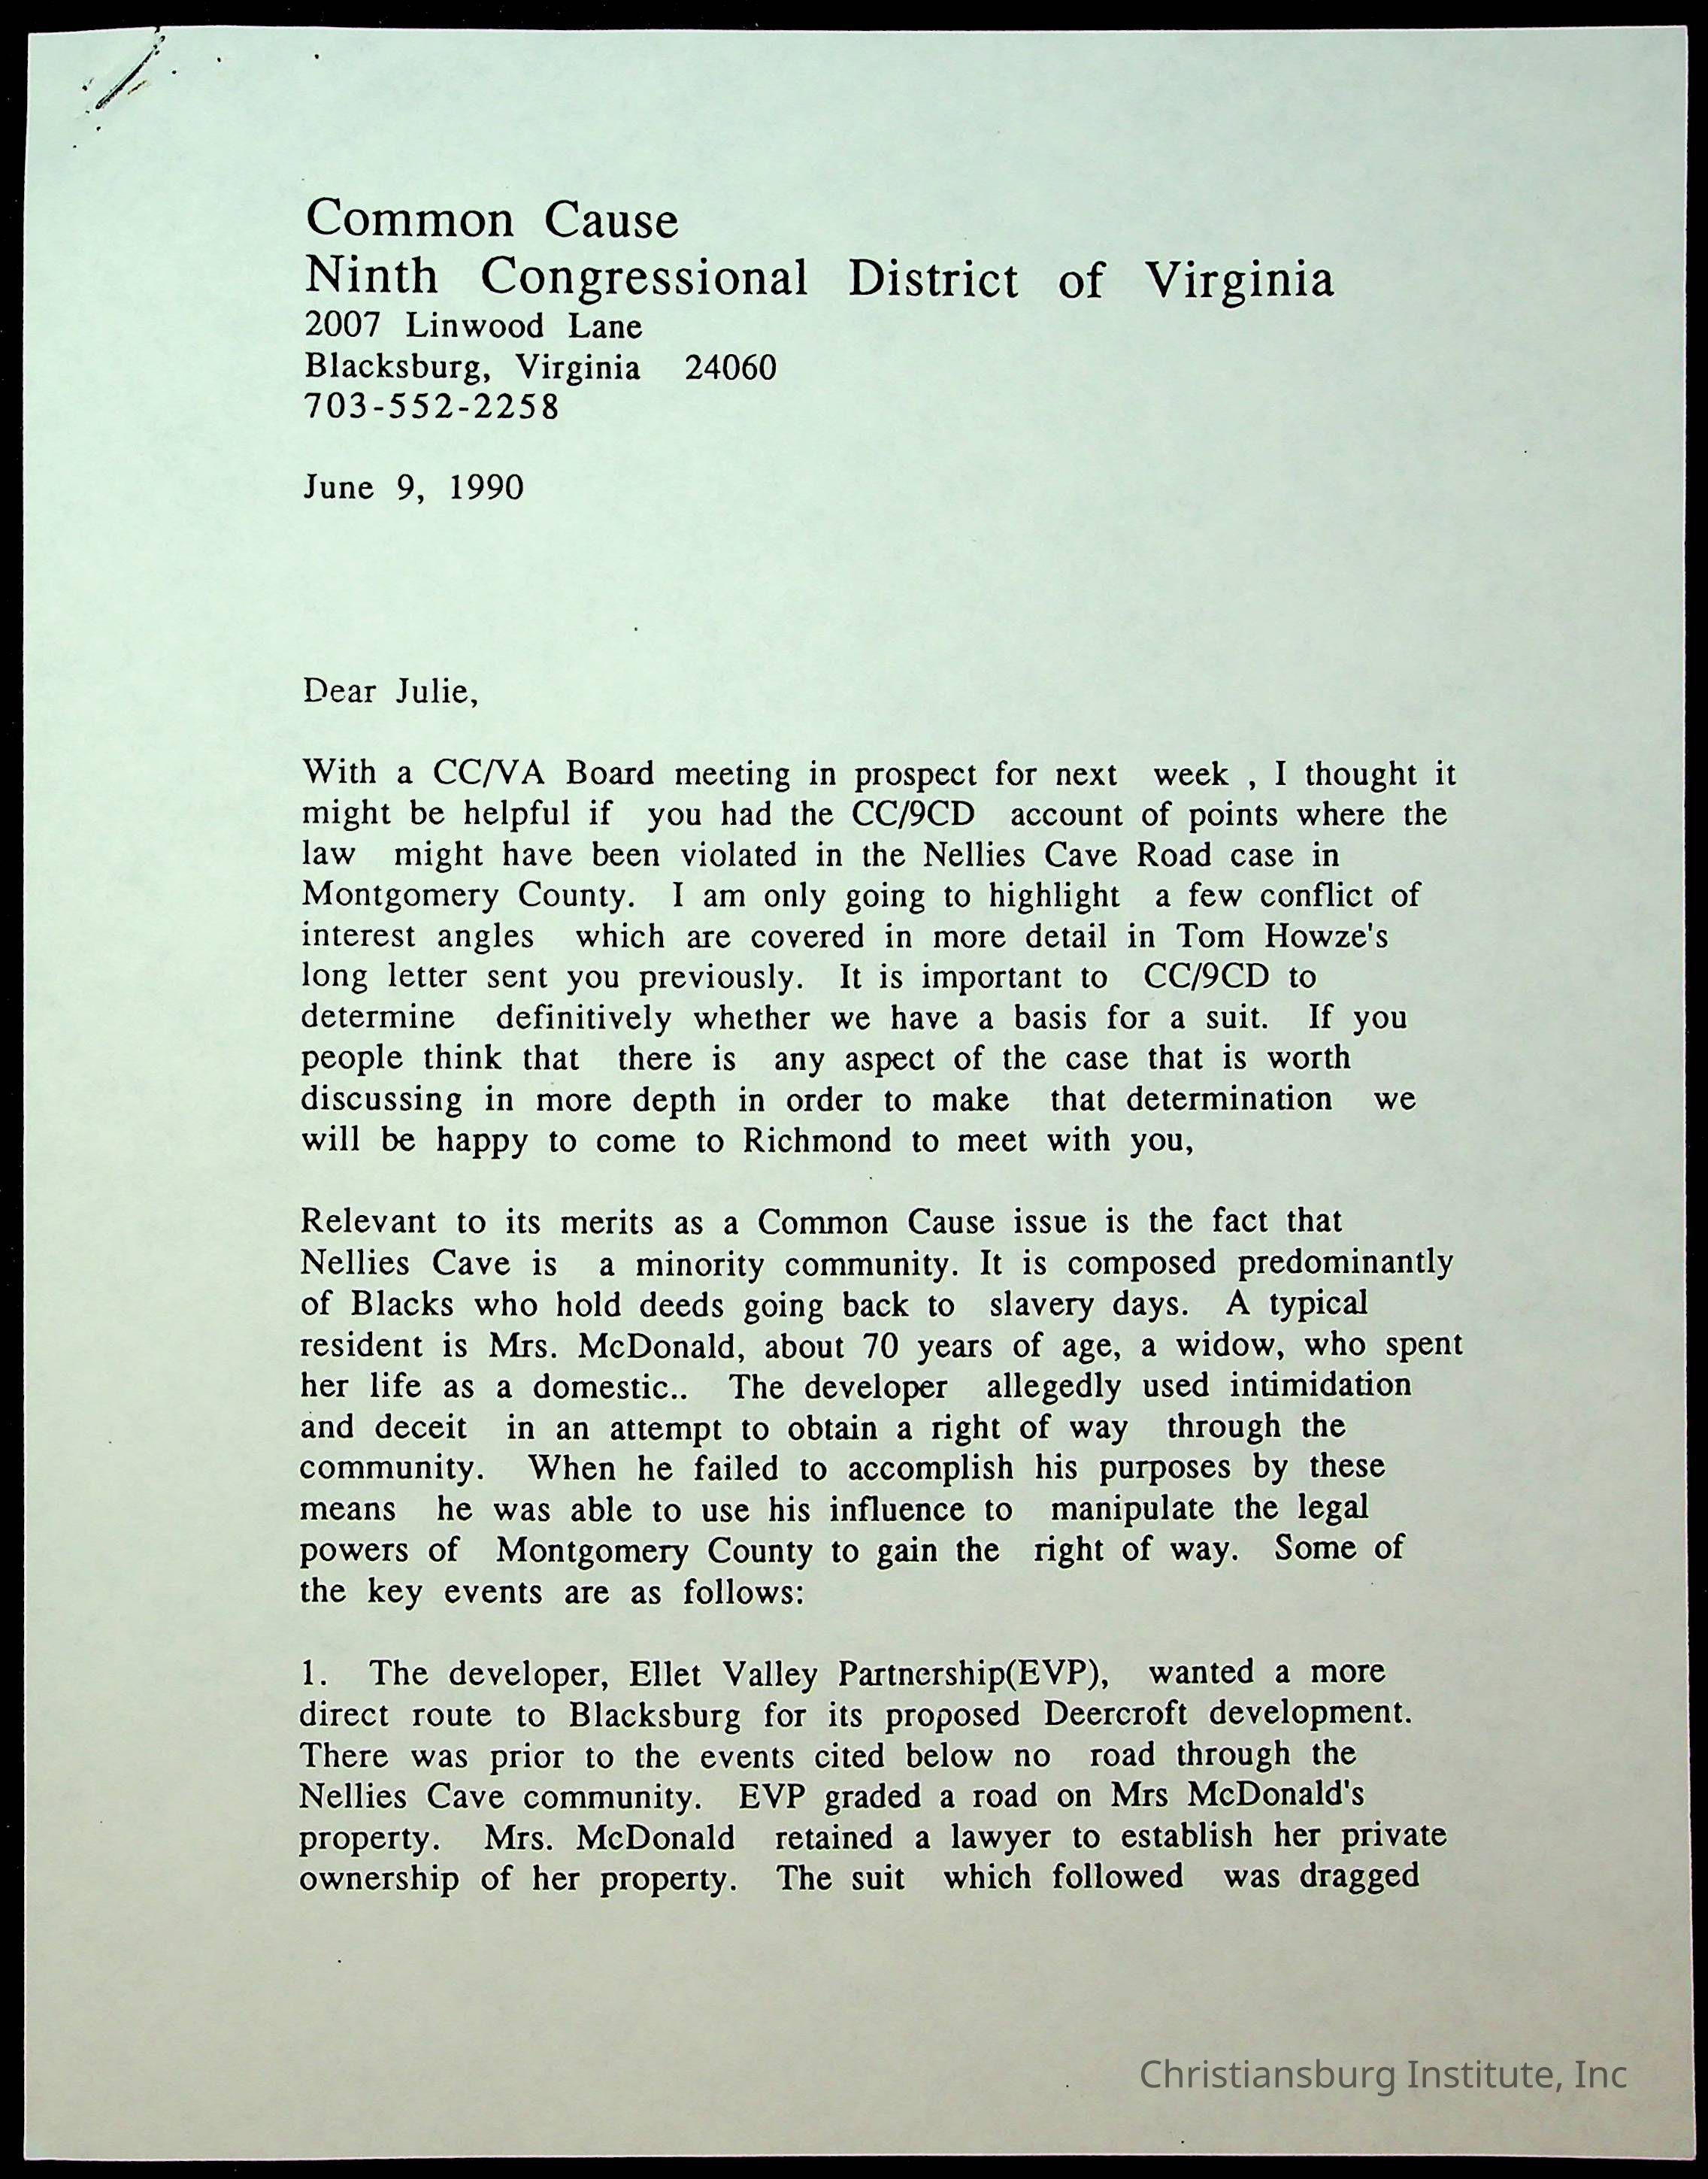 Common Cause
Ninth Congressional District of Virginia
2007 Linwood Lane
Blacksburg, Virginia 24060
703-552-2258
June 9, 1990
Dear Julie,
With a CC/VA Board meeting in prospect for next week , I thought it
might be helpful if you had the CC/9CD account of points where the
law might have been violated in the Nellies Cave Road case in
Montgomery County. I am only going to highlight a few conflict of
interest angles which are covered in more detail in Tom Howze's
long letter sent you previously. It is important to CC/9CD to
determine definitively whether we have a basis for a suit. If you
people think that there is any aspect of the case that is worth
discussing in more depth in order to make that determination we
will be happy to come to Richmond to meet with you,
Relevant to its merits as a Common Cause issue is the fact that
Nellies Cave is a minority community. It is composed predominantly
of Blacks who hold deeds going back to slavery days. A typical
resident is Mrs. McDonald, about 70 years of age, a widow, who spent
her life as a domestic.. The developer allegedly used intimidation
and deceit in an attempt to obtain a right of way through the
community. When he failed to accomplish his purposes by these
means he was able to use his influence to manipulate the legal
powers of Montgomery County to gain the right of way. Some of
the key events are as follows:
1. The developer, Ellet Valley Partnership(EVP), wanted a more
direct route to Blacksburg for its proposed Deercroft development.
There was prior to the events cited below no road through the
Nellies Cave community. EVP graded a road on Mrs McDonald's
property. Mrs. McDonald retained a lawyer to establish her private
ownership of her property. The suit which followed was dragged
Christiansburg Institute, Inc